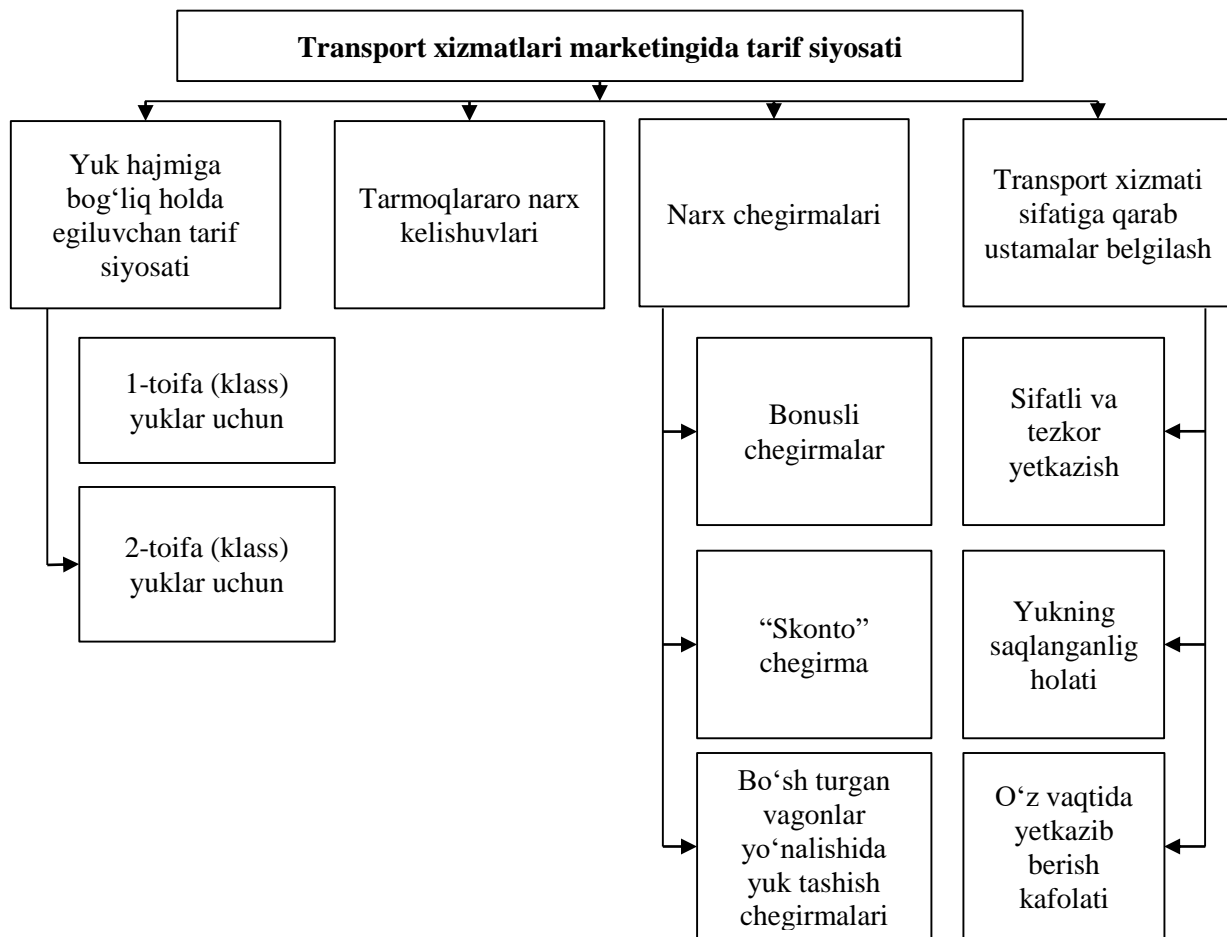 Transport xizmatlari marketingida tarif siyosati
Yuk hajmiga
bog‘liq holda
egiluvchan tarif
siyosati
Tarmoqlararo narx
kelishuvlari
Narx chegirmalari
Transport xizmati
sifatiga qarab
ustamalar belgilash
1-toifa (klass)
yuklar uchun
2-toifa (klass)
yuklar uchun
Bonusli
chegirmalar
“Skonto”
chegirma
Bo‘sh turgan
vagonlar
yo‘nalishida
yuk tashish
chegirmalari
Sifatli va
tezkor
yetkazish
Yukning
saqlanganlig
holati
O‘z vaqtida
yetkazib
berish
kafolati